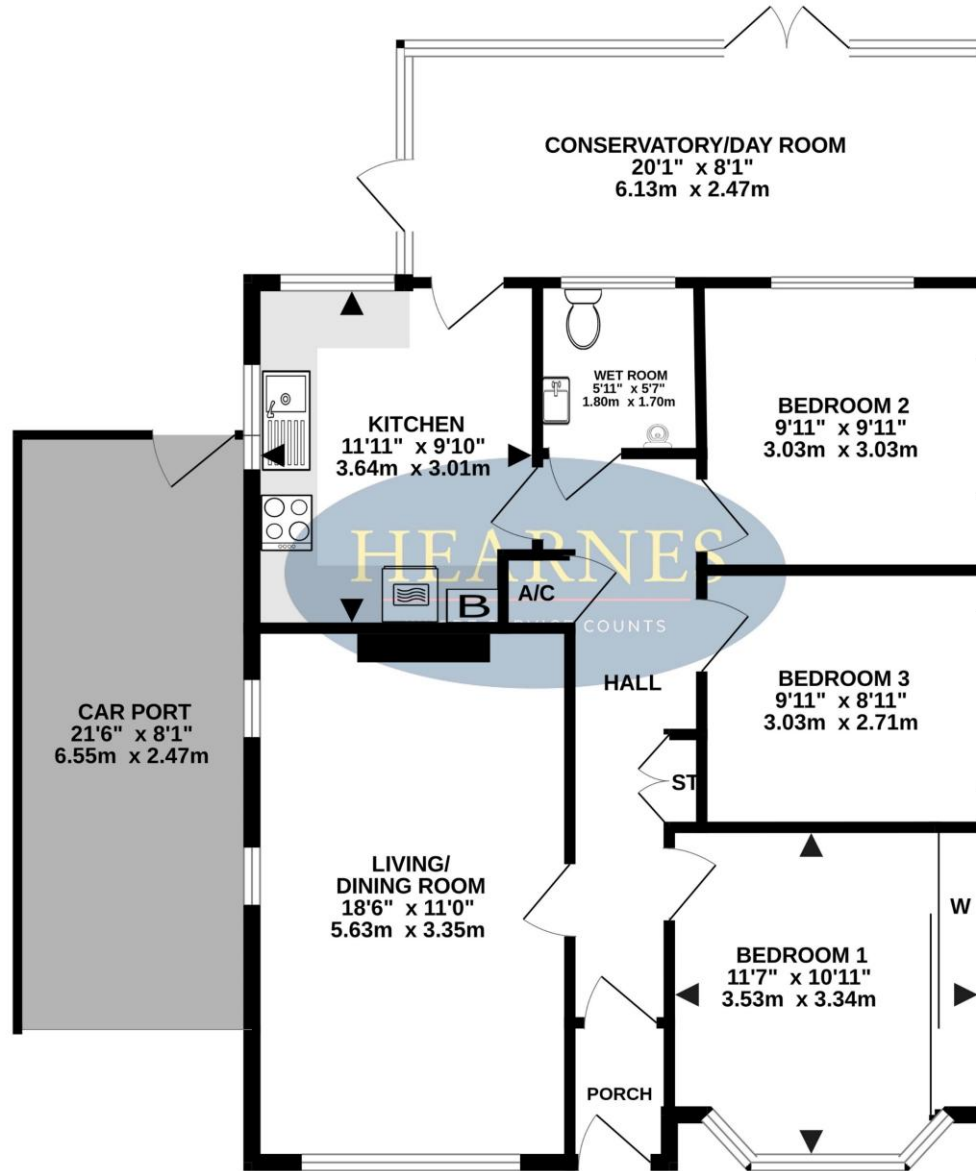 CONSERVATORY/DAY ROOM
20'1" x 8'1"
6.13m x 2.47m
WET ROOM
5'11" x 5'7"
1.80m x 1.70m
KITCHEN
11'11" x 9'10"
3.64m x 3.01m
BEDROOM 2
9'11" x 9'11"
3.03m x 3.03m
HEARNES
COUNTS
A/C
B
HALL
BEDROOM 3
9'11" x 8'11"
3.03m x 2.71m
CAR PORT
21'6" x 8'1"
6.55m x 2.47m
ST
LIVING/
DINING ROOM
18'6" x 11'0"
5.63m x 3.35m
W
BEDROOM 1
11'7" x 10'11"
3.53m x 3.34m
PORCH